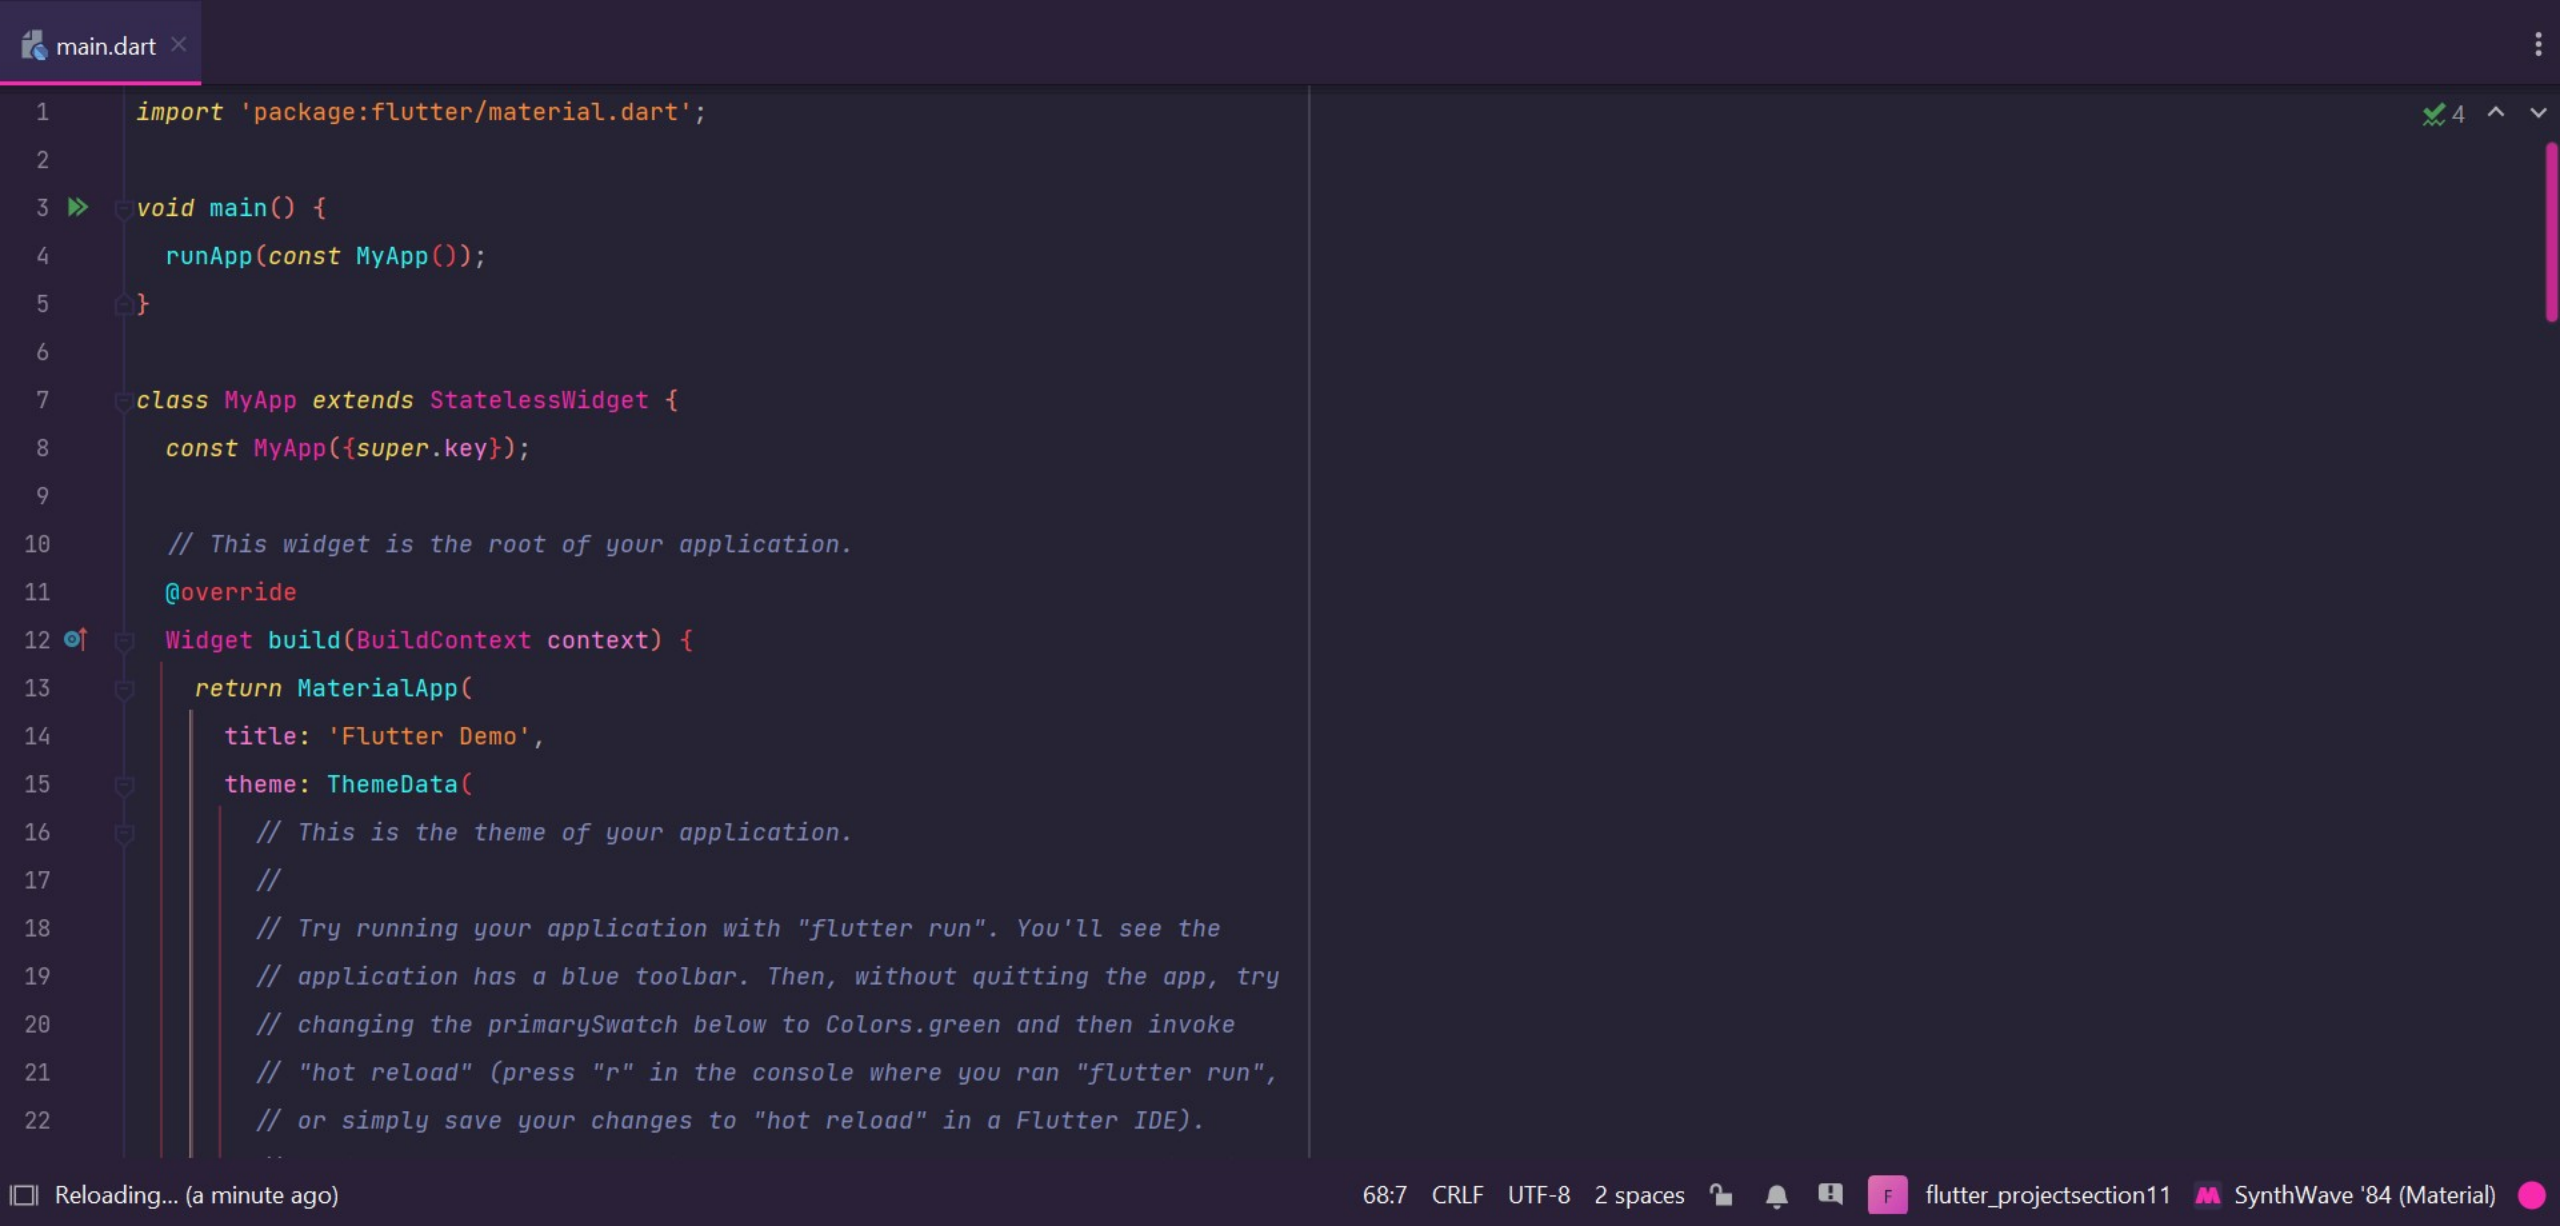 main.dart
4
1 import 'package:flutter/material.dart';
2
3 void main() {
4 runApp(const MyApp());
5 }
6
7 class MyApp extends StatelessWidget {
8 const MyApp({super.key});
9
10 // This widget is the root of your application.
11 @override
12 Widget build(BuildContext context) {
13 return MaterialApp(
14 title: 'Flutter Demo',
15 theme: ThemeData(
16 // This is the theme of your application.
17 //
18 // Try running your application with "flutter run". You'll see the
19 // application has a blue toolbar. Then, without quitting the app, try
20 // changing the primarySwatch below to Colors.green and then invoke
21 // "hot reload" (press "r" in the console where you ran "flutter run",
22 // or simply save your changes to "hot reload" in a Flutter IDE).
Reloading... (a minute ago) 68:7 CRLF UTF-8 2 spaces F flutter_projectsection11 SynthWave '84 (Material)